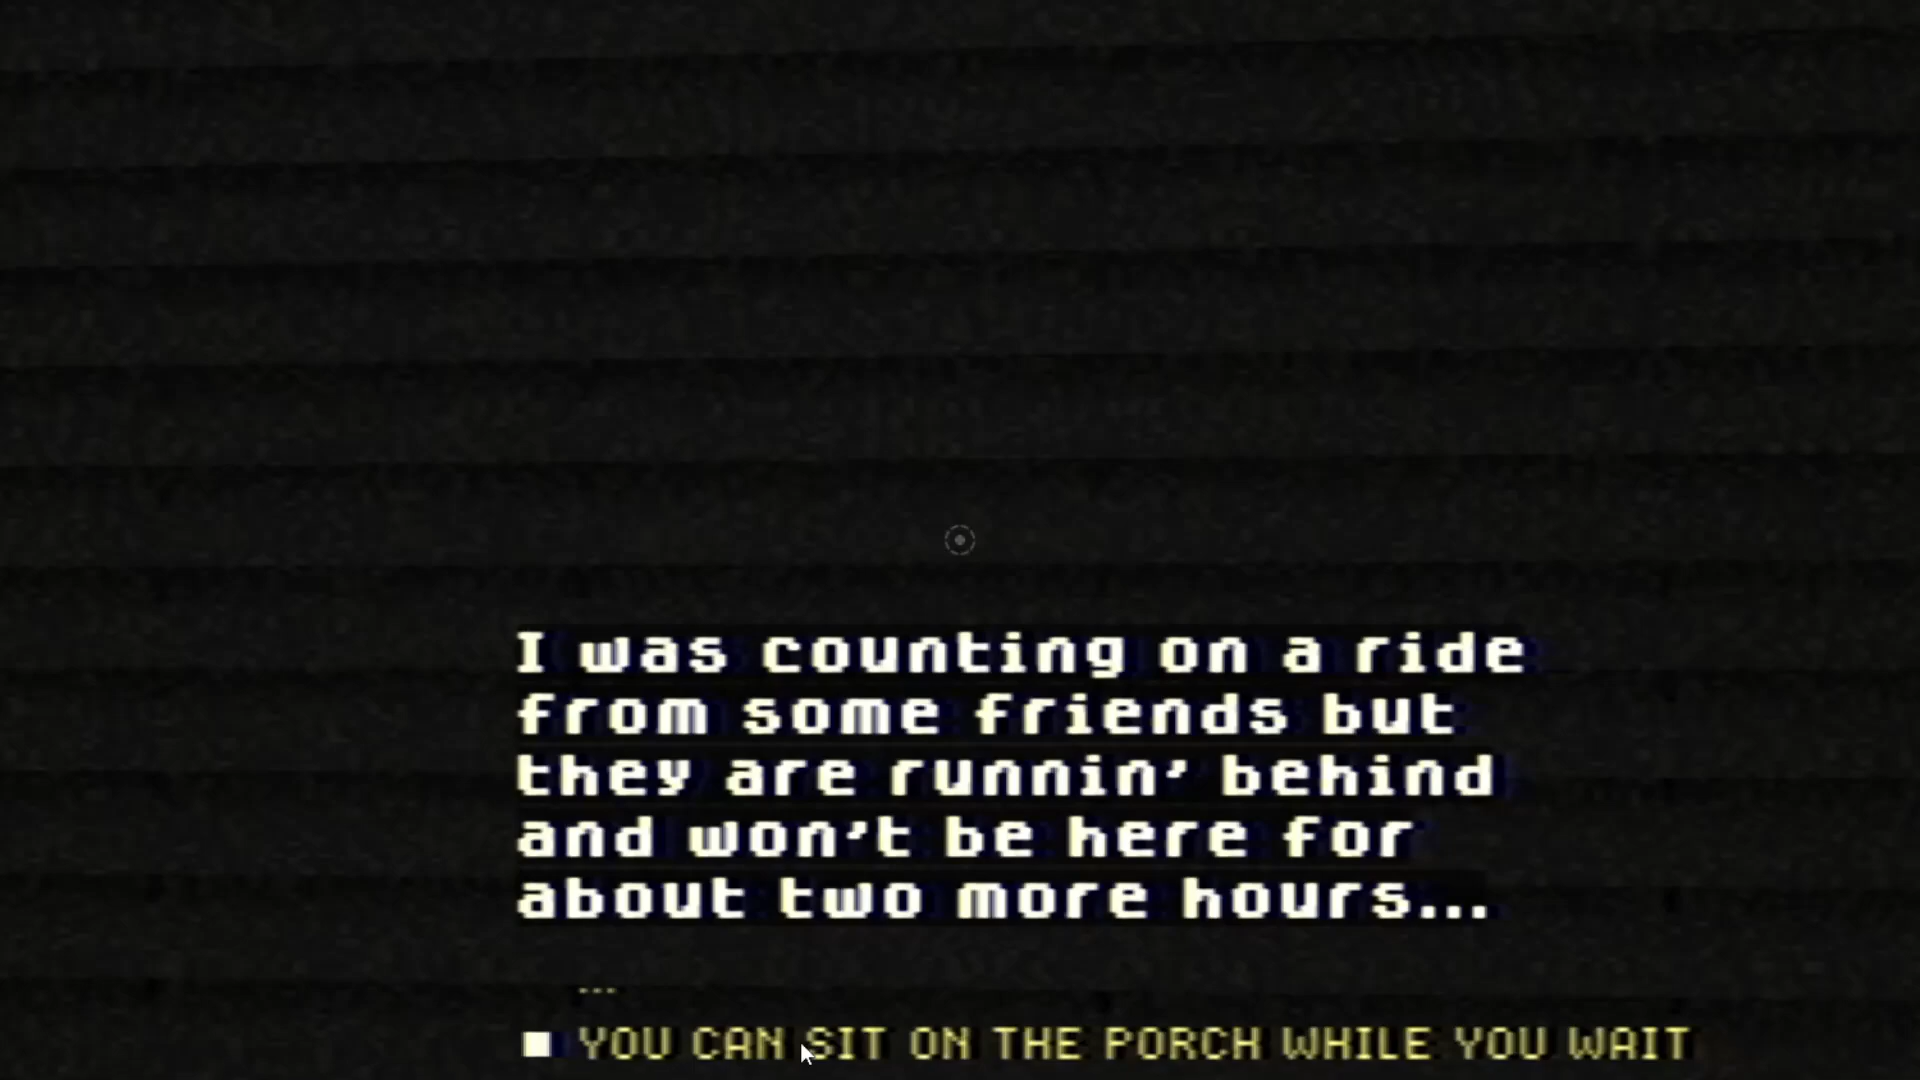 I was counting on a ride
from some friends but
they are runnin' behind
and won't be here for
about two more hours...
...
YOU CAN SIT ON THE PORCH WHILE YOU WAIT